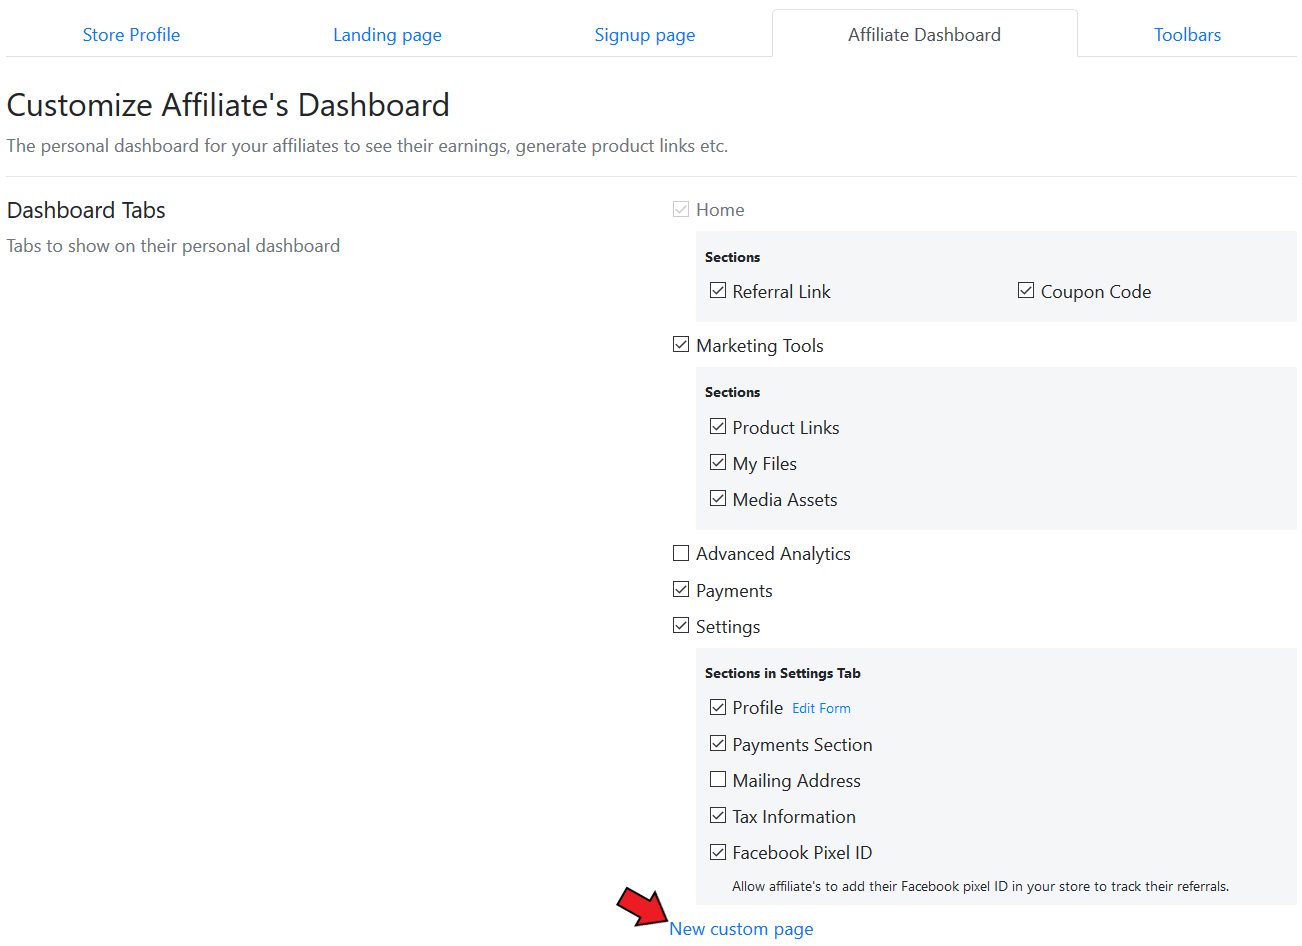 Store Profile
Landing page
Signup page
Affiliate Dashboard
Toolbars
Customize Affiliate's Dashboard
The personal dashboard for your affiliates to see their earnings, generate product links etc.
Dashboard Tabs
Tabs to show on their personal dashboard
Home
Sections
Referral Link
Coupon Code
Marketing Tools
Sections
Product Links
My Files
Media Assets
Advanced Analytics
Payments
Settings
Sections in Settings Tab
Profile Edit Form
Payments Section
Mailing Address
Tax Information
Facebook Pixel ID
Allow affiliate's to add their Facebook pixel ID in your store to track their referrals.
New custom page